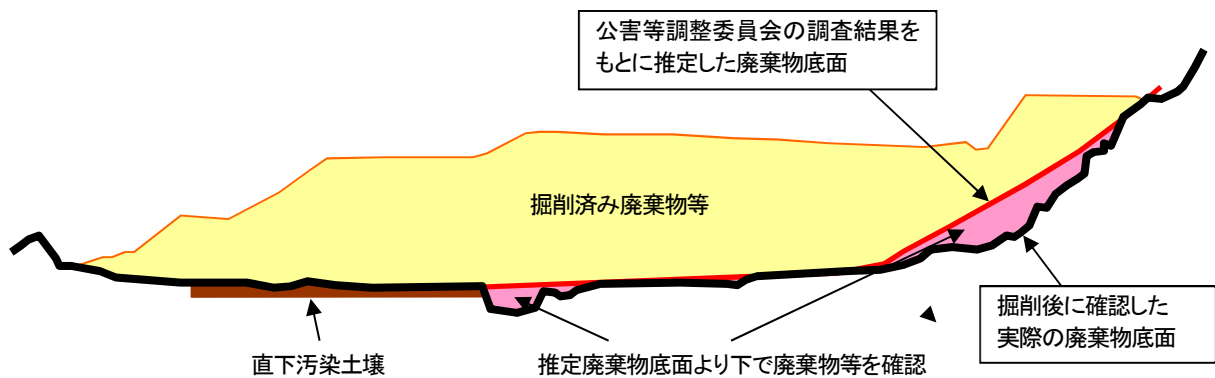 公害等調整委員会の調査結果を
もとに推定した廃棄物底面
掘削済み廃棄物等
掘削後に確認した
実際の廃棄物底面
直下汚染土壌
推定廃棄物底面より下で廃棄物等を確認